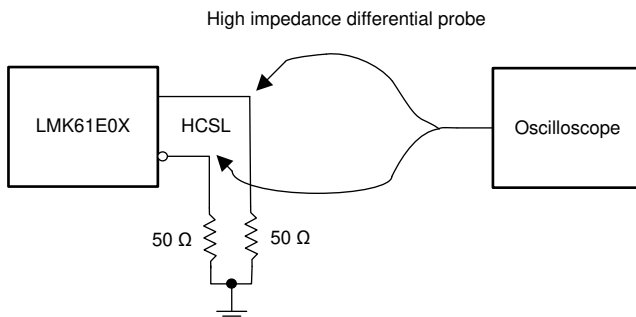 High impedance differential probe
LMK61E0X
HCSL
Oscilloscope
50 Ω
50 Ω